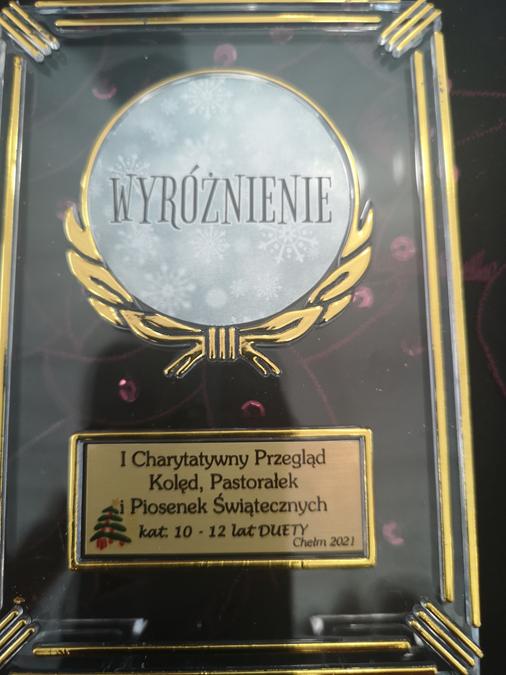 WYRÓŻNIENIE
I Charytatywny Przegląd
Kolęd, Pastorałek
i Piosenek Świątecznych
kat. 10 - 12 lat DUETY
Chełm 2021